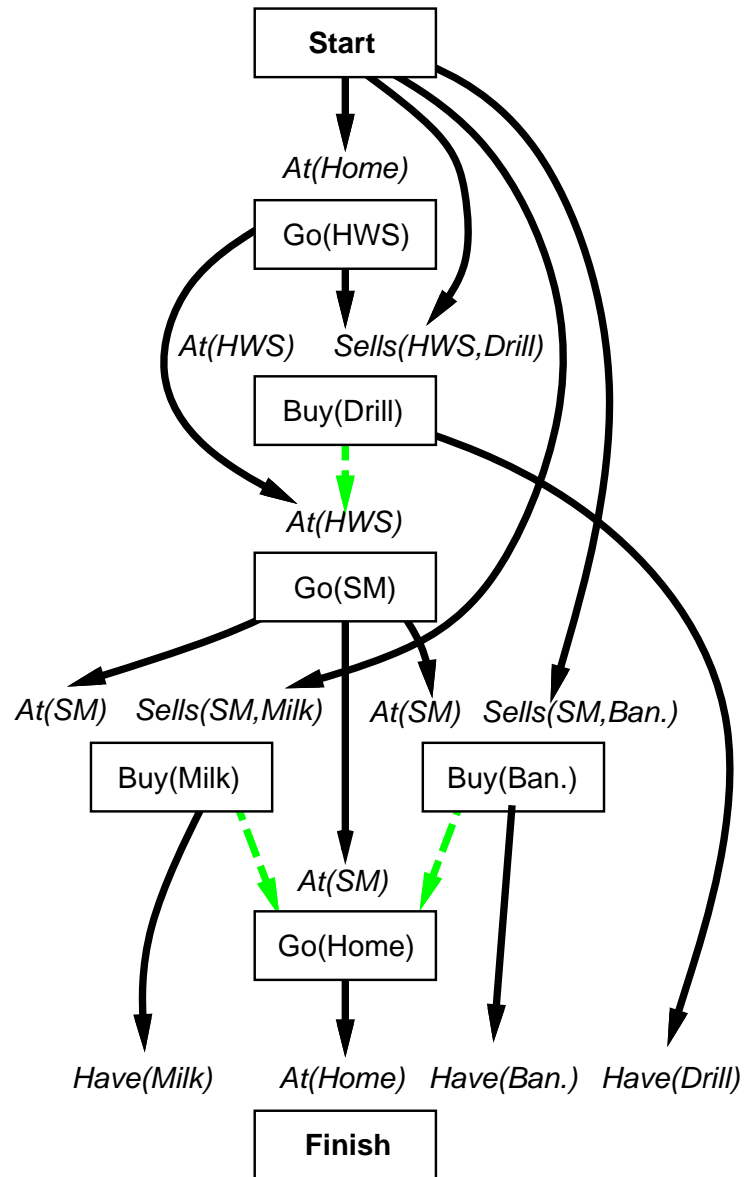 Start
At(Home)
Go(HWS)
At(HWS) Sells(HWS,Drill)
Buy(Drill)
At(HWS)
Go(SM)
At(SM) Sells(SM,Milk) At(SM) Sells(SM,Ban.)
Buy(Milk) Buy(Ban.)
At(SM)
Go(Home)
Have(Milk) At(Home) Have(Ban.) Have(Drill)
Finish